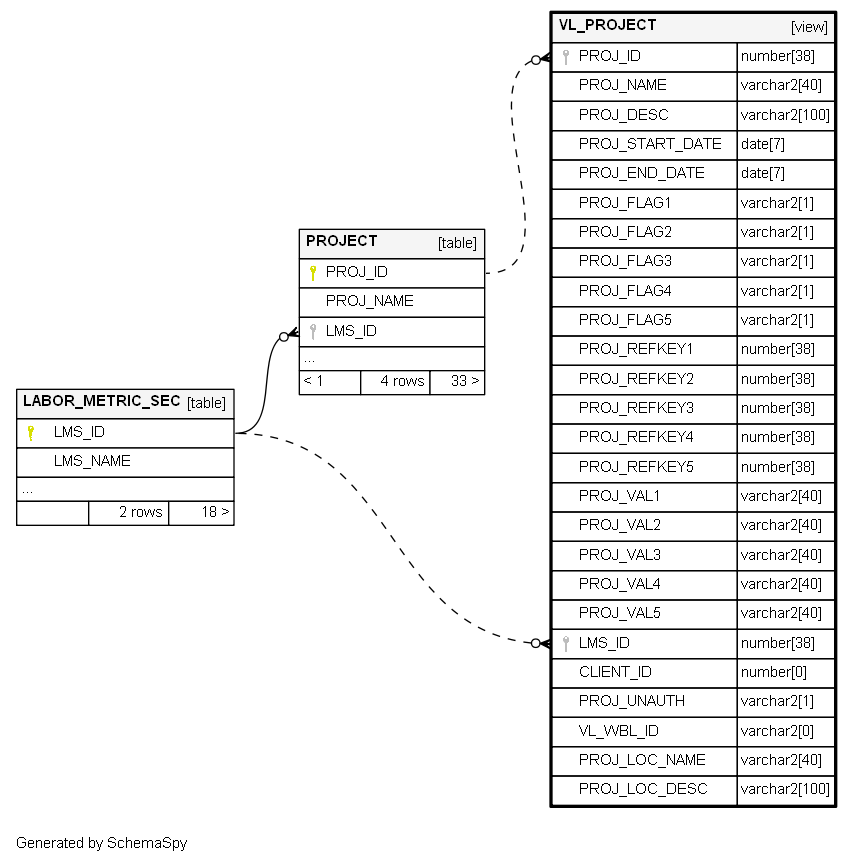 VL_PROJECT [view]
PROJ_ID number[38]
PROJ_NAME varchar2[40]
PROJ_DESC varchar2[100]
PROJ_START_DATE date[7]
PROJ_END_DATE date[7]
PROJ_FLAG1 varchar2[1]
PROJ_FLAG2 varchar2[1]
PROJ_FLAG3 varchar2[1]
PROJ_FLAG4 varchar2[1]
PROJ_FLAG5 varchar2[1]
PROJ_REFKEY1 number[38]
PROJ_REFKEY2 number[38]
PROJ_REFKEY3 number[38]
PROJ_REFKEY4 number[38]
PROJ_REFKEY5 number[38]
PROJ_VAL1 varchar2[40]
PROJ_VAL2 varchar2[40]
PROJ_VAL3 varchar2[40]
PROJ_VAL4 varchar2[40]
PROJ_VAL5 varchar2[40]
LMS_ID number[38]
CLIENT_ID number[0]
PROJ_UNAUTH varchar2[1]
VL_WBL_ID varchar2[0]
PROJ_LOC_NAME varchar2[40]
PROJ_LOC_DESC varchar2[100]
PROJECT [table]
PROJ_ID
PROJ_NAME
LMS_ID
...
< 1 4 rows 33 >
LABOR_METRIC_SEC [table]
LMS_ID
LMS_NAME
...
2 rows 18 >
Generated by SchemaSpy